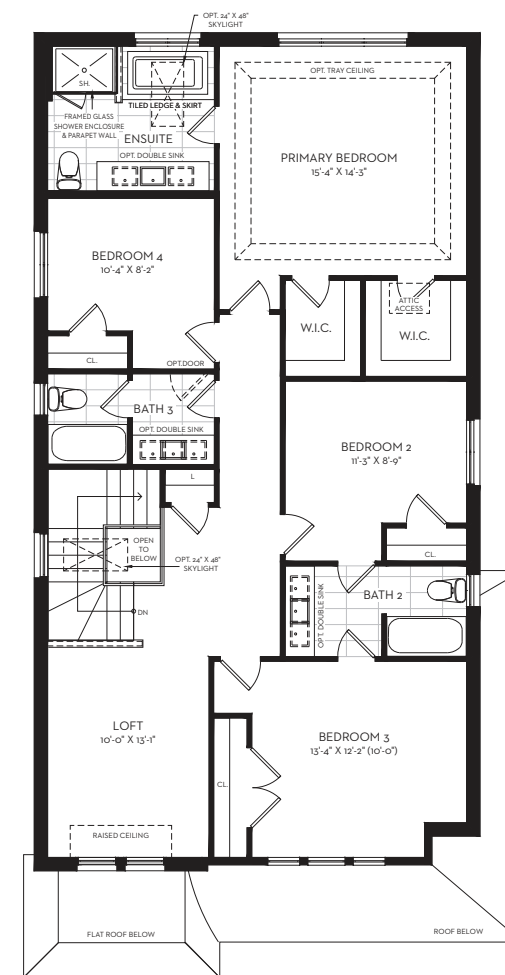 OPT. 24" X 48"
SKYLIGHT
OPT. TRAY CEILING
SH.
TILED LEDGE & SKIRT
FRAMED GLASS
SHOWER ENCLOSURE
& PARAPET WALL
ENSUITE
OPT. DOUBLE SINK
PRIMARY BEDROOM
15'-4" X 14'-3"
BEDROOM 4
10'-4" X 8'-2"
ATTIC
ACCESS
W.I.C.
W.I.C.
CL.
OPT.DOOR
BATH 3
OPT. DOUBLE SINK
BEDROOM 2
11'-3" X 8'-9"
L
OPEN
TO
BELOW
OPT. 24" X 48"
SKYLIGHT
CL.
BATH 2
OPT. DOUBLE SINK
DN
LOFT
10'-0" X 13'-1"
BEDROOM 3
13'-4" X 12'-2" (10'-0")
CL.
RAISED CEILING
FLAT ROOF BELOW
ROOF BELOW